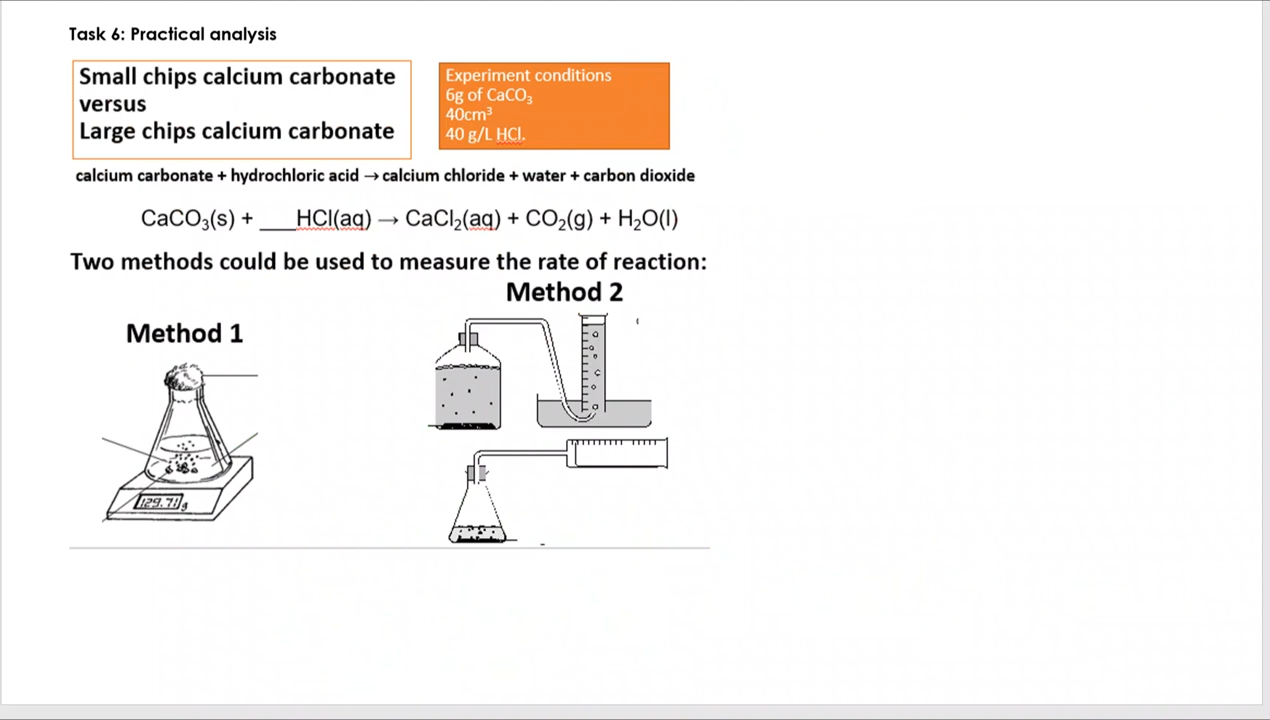 Task 6: Practical analysis
Small chips calcium carbonate
versus
Large chips calcium carbonate
Experiment conditions
6g of CaCO₃
40cm³
40 g/L HCl.
calcium carbonate + hydrochloric acid → calcium chloride + water + carbon dioxide
CaCO₃(s) + ___HCl(aq) → CaCl₂(aq) + CO₂(g) + H₂O(l)
Two methods could be used to measure the rate of reaction:
Method 2
Method 1
129.71g